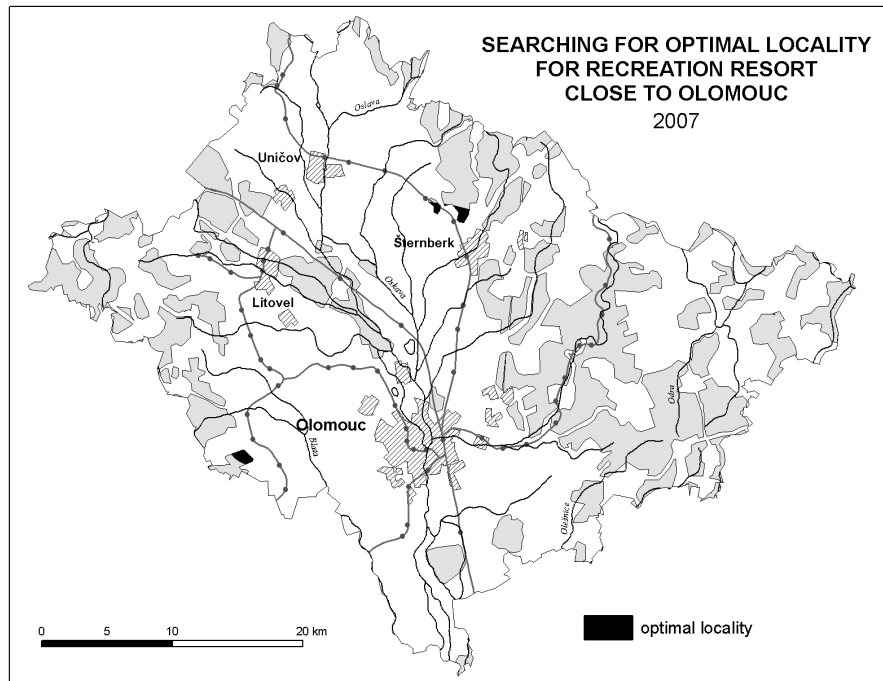 SEARCHING FOR OPTIMAL LOCALITY
FOR RECREATION RESORT
CLOSE TO OLOMOUC
2007
Oslava
Uničov
Šternberk
Oskava
Litovel
Olomouc
Blata
Odra
Olešnice
0 10 20 km
optimal locality